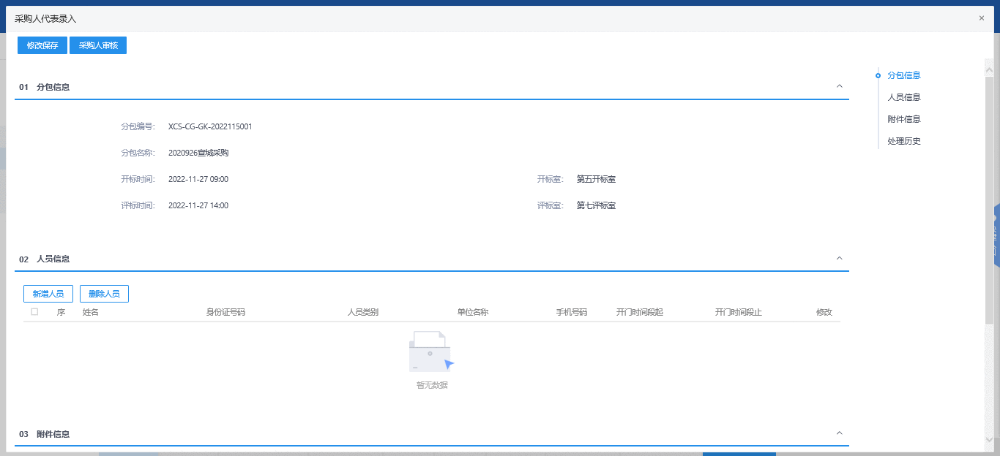 采购人代表录入
×
修改保存 采购人审核
01 分包信息
分包编号: XCS-CG-GK-2022115001
分包名称: 2020926宣城采购
开标时间: 2022-11-27 09:00 开标室: 第五开标室
评标时间: 2022-11-27 14:00 评标室: 第七评标室
02 人员信息
新增人员 删除人员
序 姓名 身份证号码 人员类别 单位名称 手机号码 开门时间段起 开门时间段止 修改
暂无数据
03 附件信息
分包信息
人员信息
附件信息
处理历史